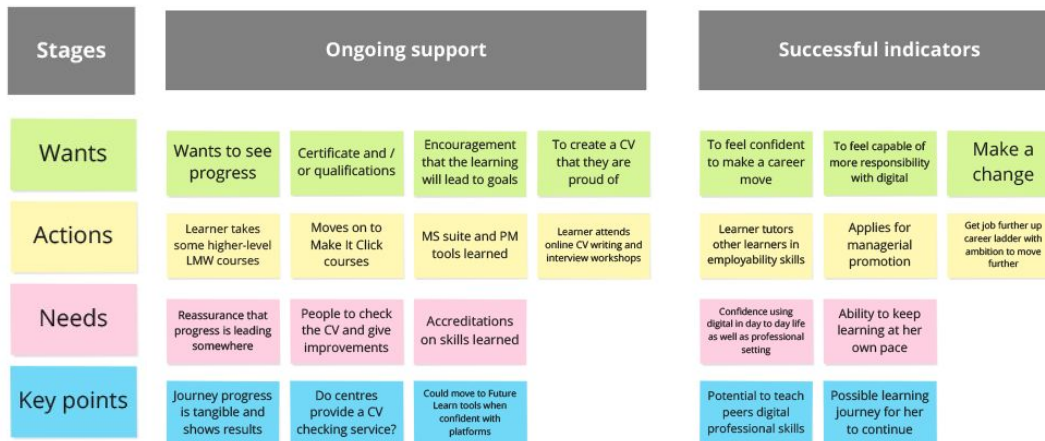 Stages
Ongoing support
Successful indicators
Wants
Wants to see
progress
Certificate and /
or qualifications
Encouragement
that the learning
will lead to goals
To create a CV
that they are
proud of
To feel confident
to make a career
move
To feel capable of
more responsibility
with digital
Make a
change
Actions
Learner takes
some higher-level
LMW courses
Moves on to
Make It Click
courses
MS suite and PM
tools learned
Learner attends
online CV writing and
interview workshops
Learner tutors
other learners in
employability skills
Applies for
managerial
promotion
Get job further up
career ladder with
ambition to move
further
Needs
Reassurance that
progress is leading
somewhere
People to check
the CV and give
improvements
Accreditations
on skills learned
Confidence using
digital in day to day life
as well as professional
setting
Ability to keep
learning at her
own pace
Key points
Journey progress
is tangible and
shows results
Do centres
provide a CV
checking service?
Could move to Future
Learn tools when
confident with
platforms
Potential to teach
peers digital
professional skills
Possible learning
journey for her
to continue